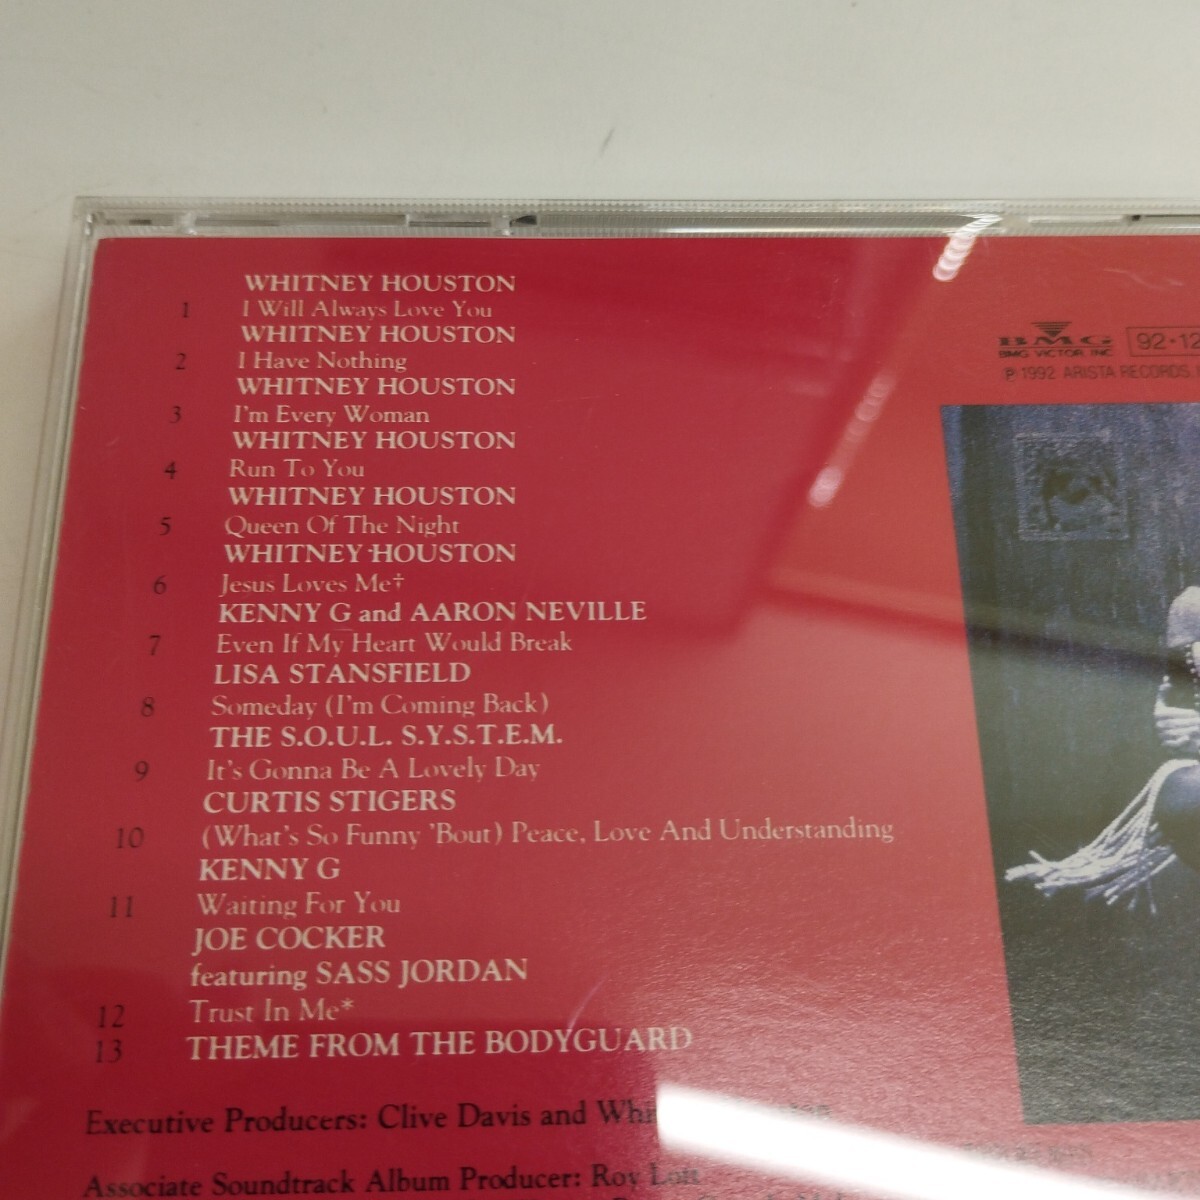 WHITNEY HOUSTON
1 I Will Always Love You
WHITNEY HOUSTON
2 I Have Nothing
WHITNEY HOUSTON
3 I'm Every Woman
WHITNEY HOUSTON
4 Run To You
WHITNEY HOUSTON
5 Queen Of The Night
WHITNEY HOUSTON
6 Jesus Loves Me†
KENNY G and AARON NEVILLE
7 Even If My Heart Would Break
LISA STANSFIELD
8 Someday (I'm Coming Back)
THE S.O.U.L. S.Y.S.T.E.M.
9 It's Gonna Be A Lovely Day
CURTIS STIGERS
10 (What's So Funny 'Bout) Peace, Love And Understanding
KENNY G
11 Waiting For You
JOE COCKER
featuring SASS JORDAN
12 Trust In Me*
13 THEME FROM THE BODYGUARD
Executive Producers: Clive Davis and
Associate Soundtrack Album Producer: Roy Lott
BMG
BMG VICTOR, INC
92·12
℗ 1992 ARISTA RECORDS,